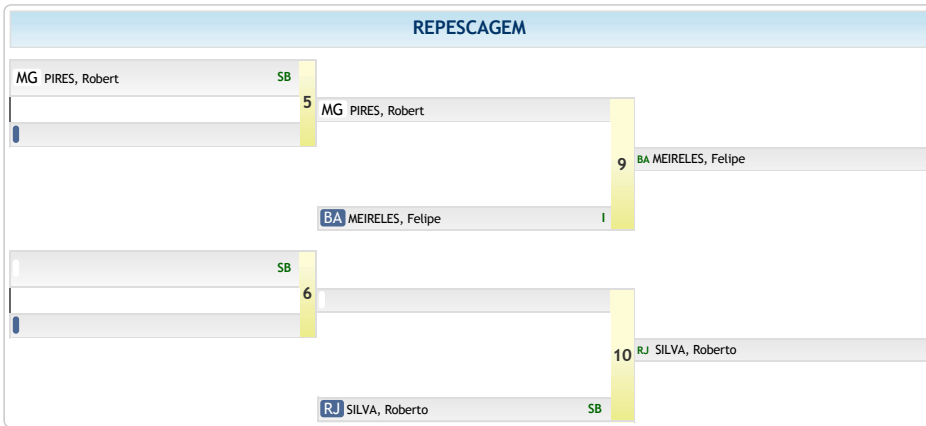 REPESCAGEM
MG PIRES, Robert SB
5
MG PIRES, Robert
9
BA MEIRELES, Felipe
BA MEIRELES, Felipe I
SB
6
10
RJ SILVA, Roberto
RJ SILVA, Roberto SB